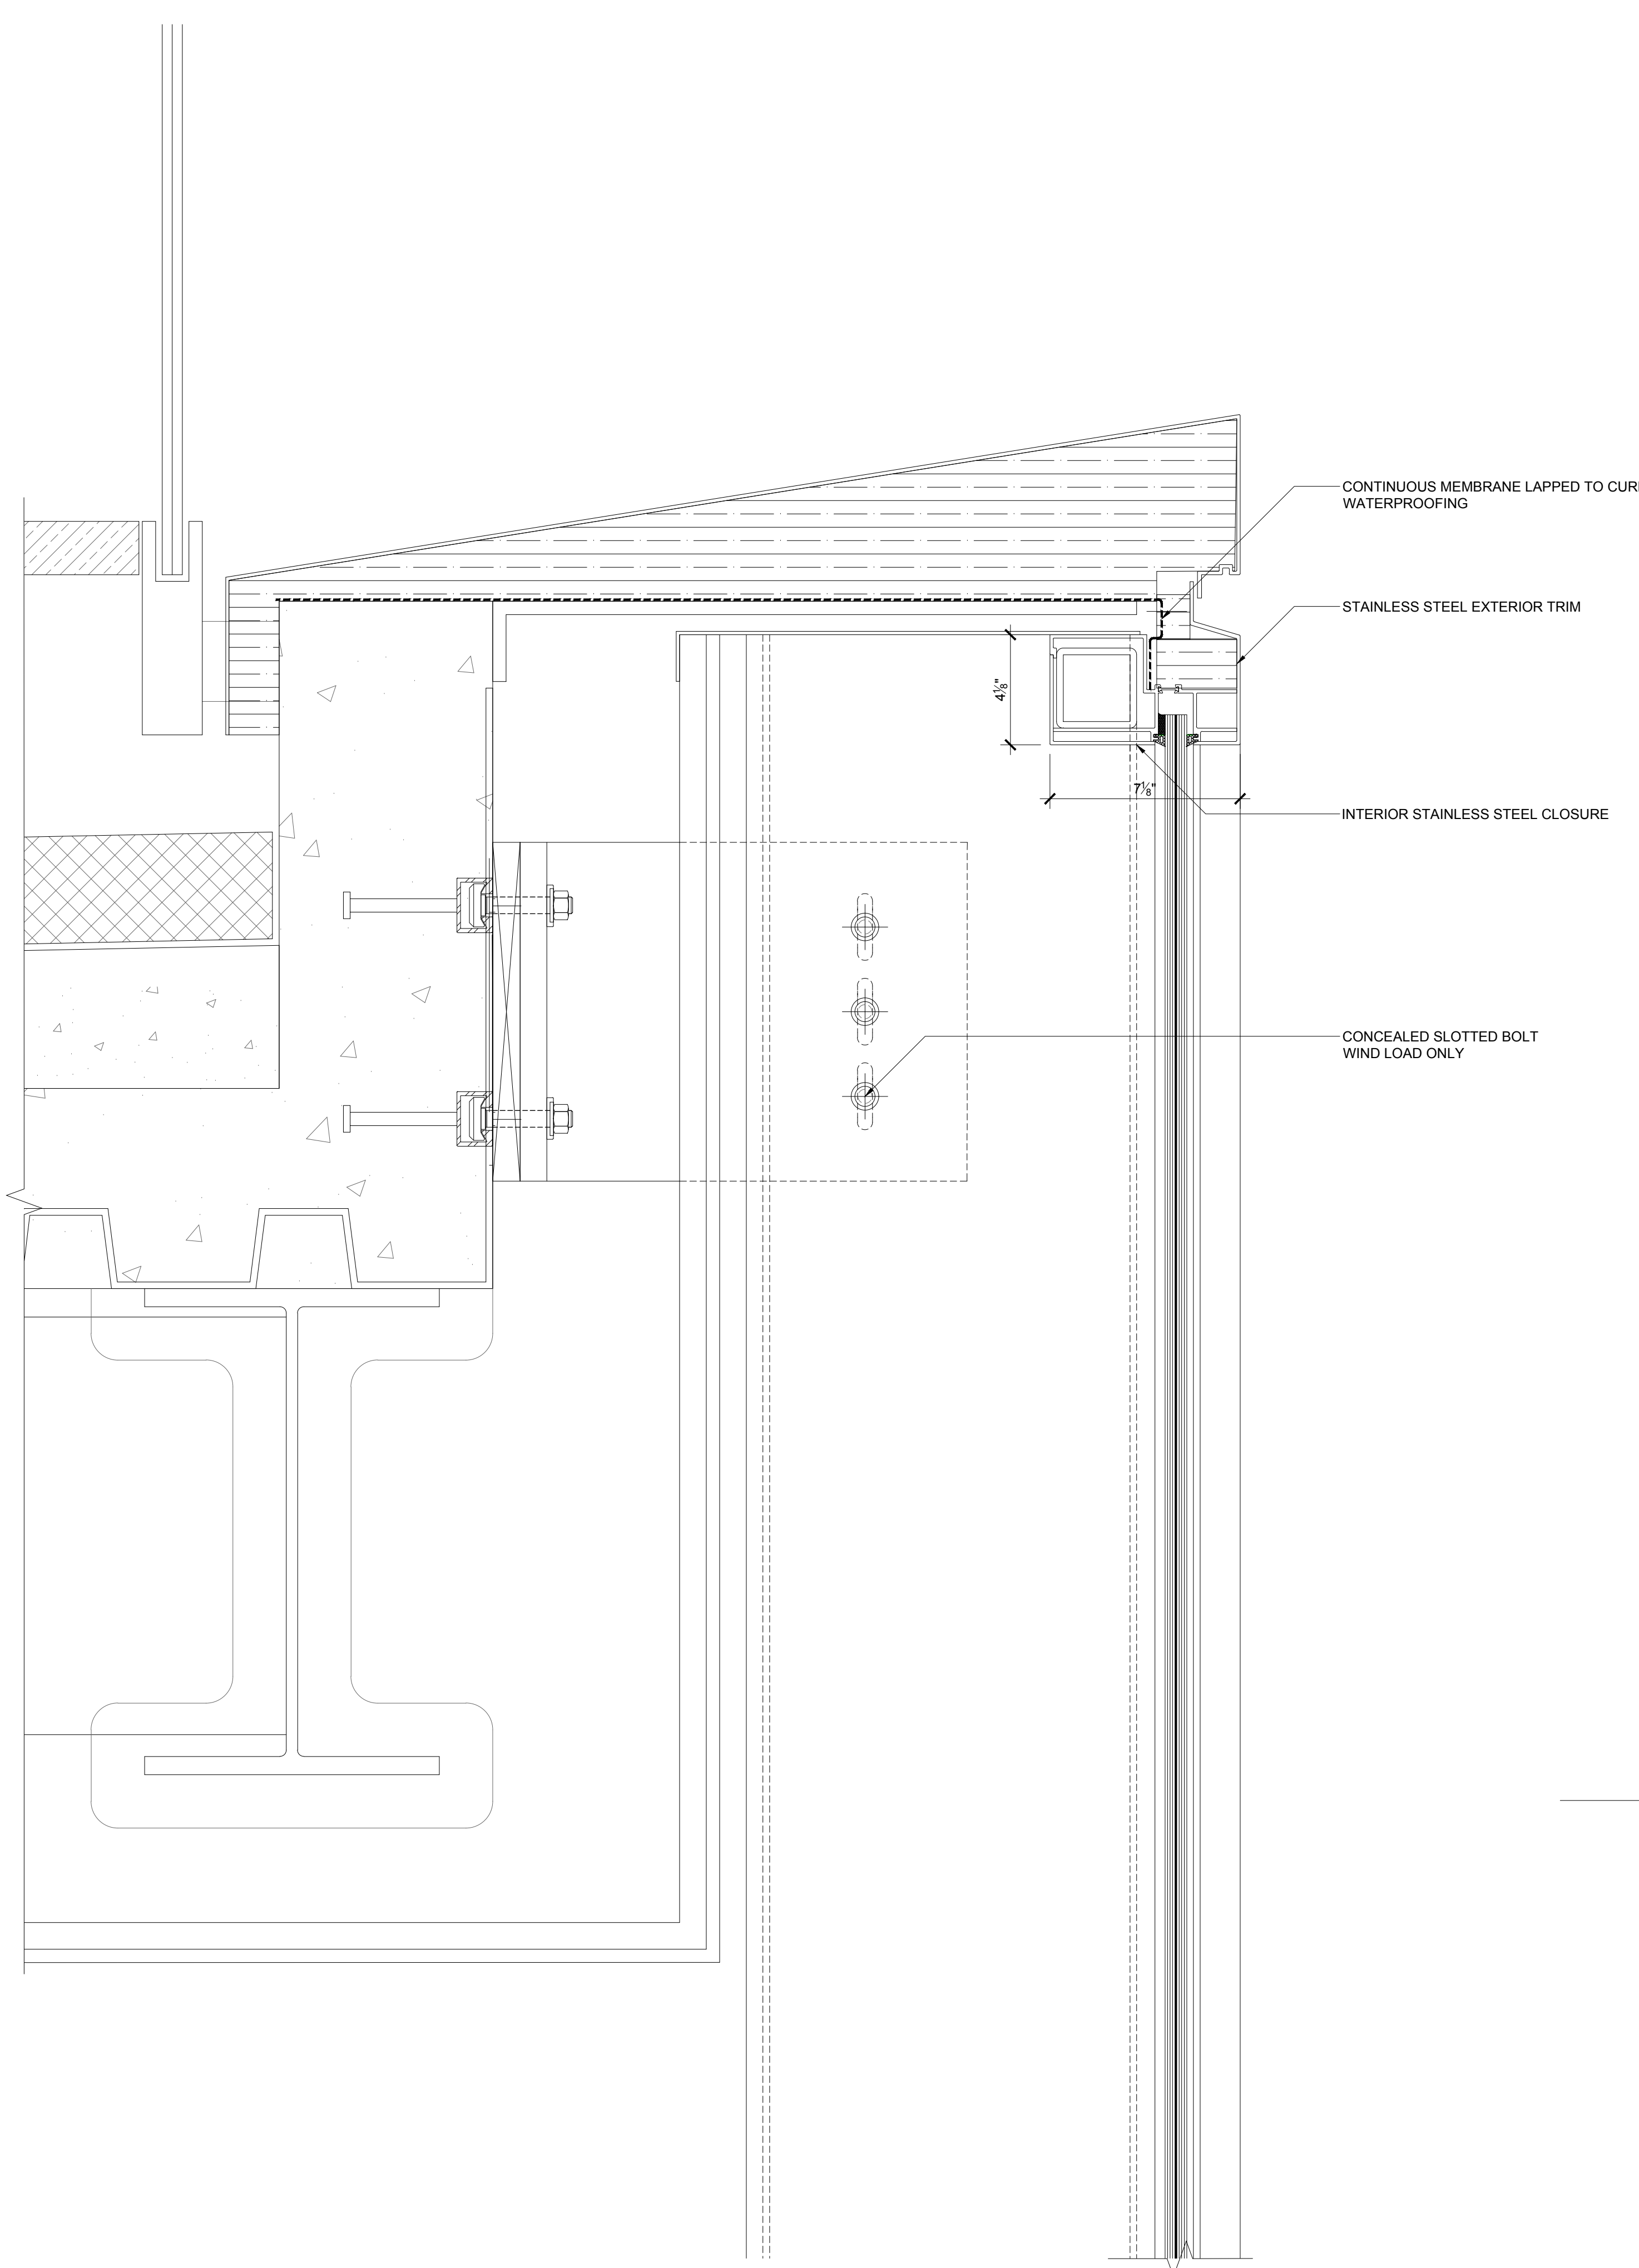 CONTINUOUS MEMBRANE LAPPED TO
WATERPROOFING
STAINLESS STEEL EXTERIOR TRIM
4⅛"
7⅛"
INTERIOR STAINLESS STEEL CLOSURE
CONCEALED SLOTTED BOLT
WIND LOAD ONLY